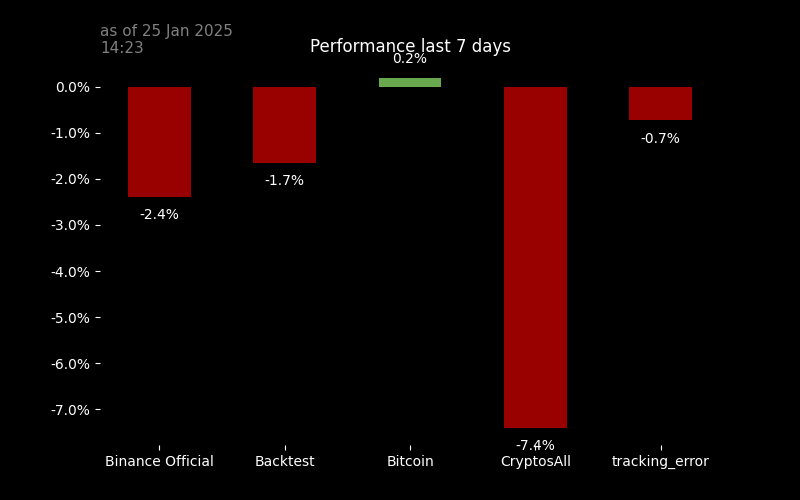 as of 25 Jan 2025
14:23
Performance last 7 days
0.2%
0.0%
-1.0%
-0.7%
-2.0%
-1.7%
-2.4%
-3.0%
-4.0%
-5.0%
-6.0%
-7.0%
-7.4%
Binance Official
Backtest
Bitcoin
CryptosAll
tracking_error